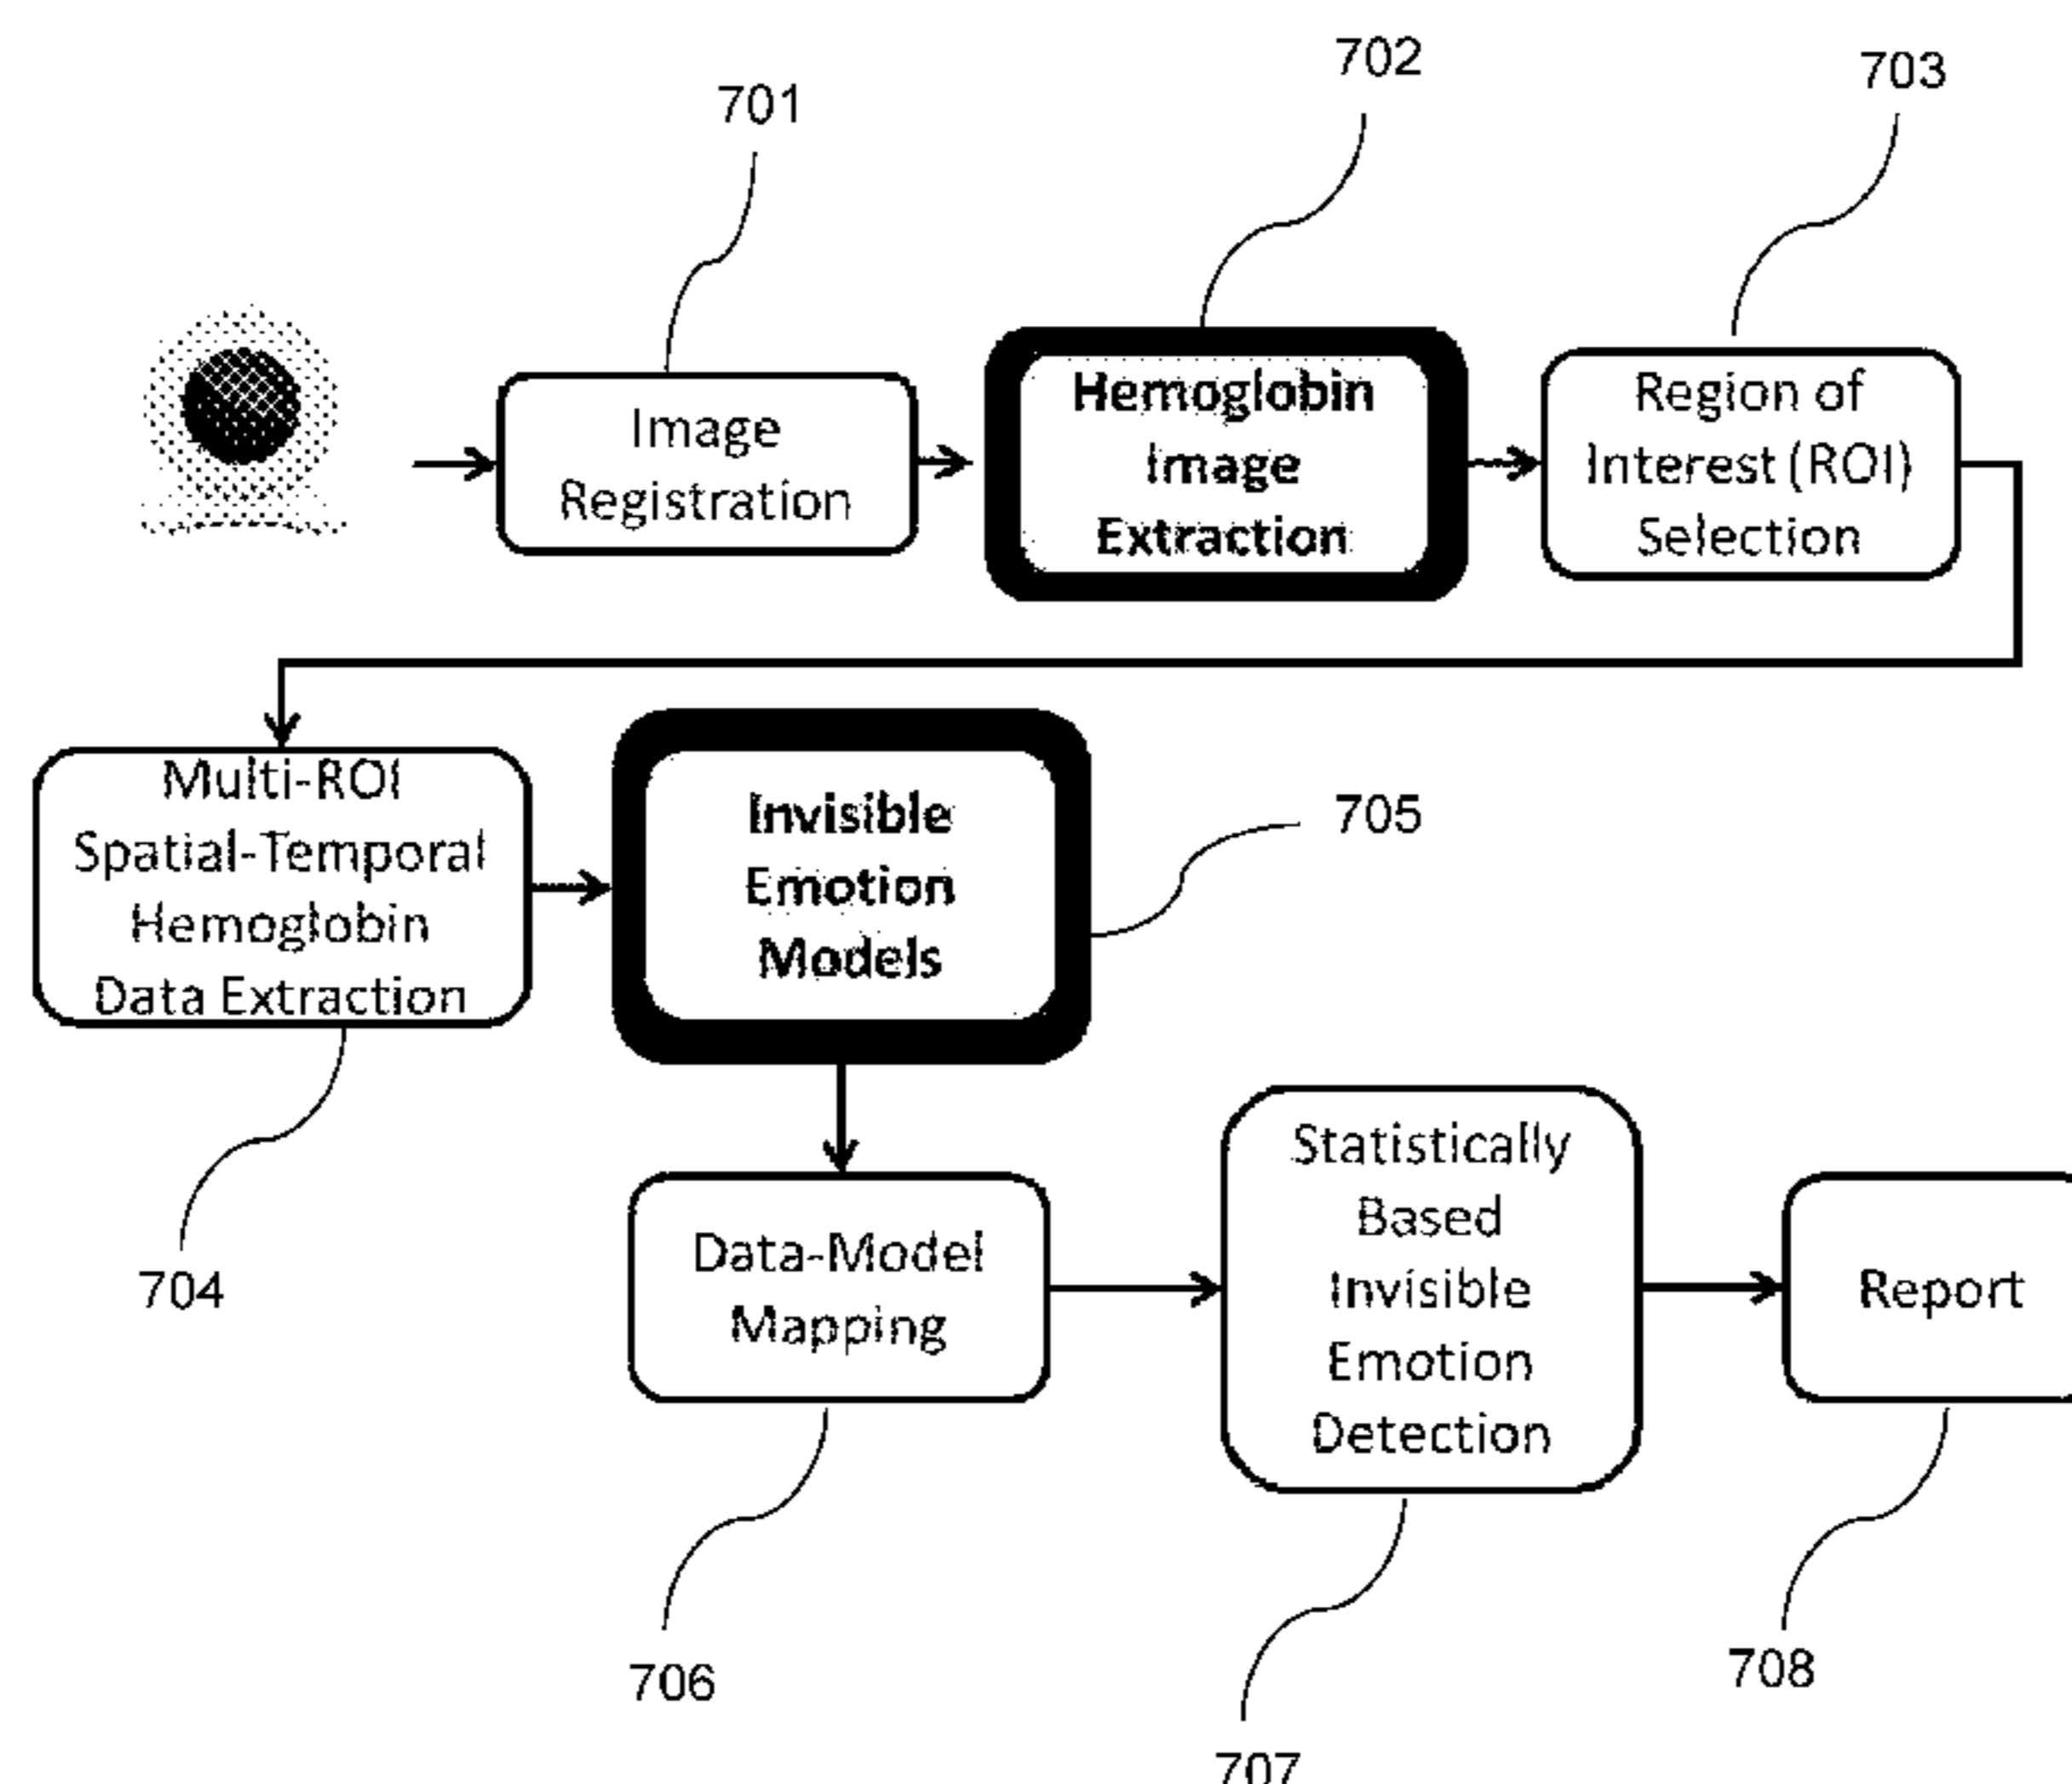 701
702
703
Image
Registration
Hemoglobin
Image
Extraction
Region of
Interest (ROI)
Selection
Multi-ROI
Spatial-Temporal
Hemoglobin
Data Extraction
704
Invisible
Emotion
Models
705
Data-Model
Mapping
706
Statistically
Based
Invisible
Emotion
Detection
707
Report
708